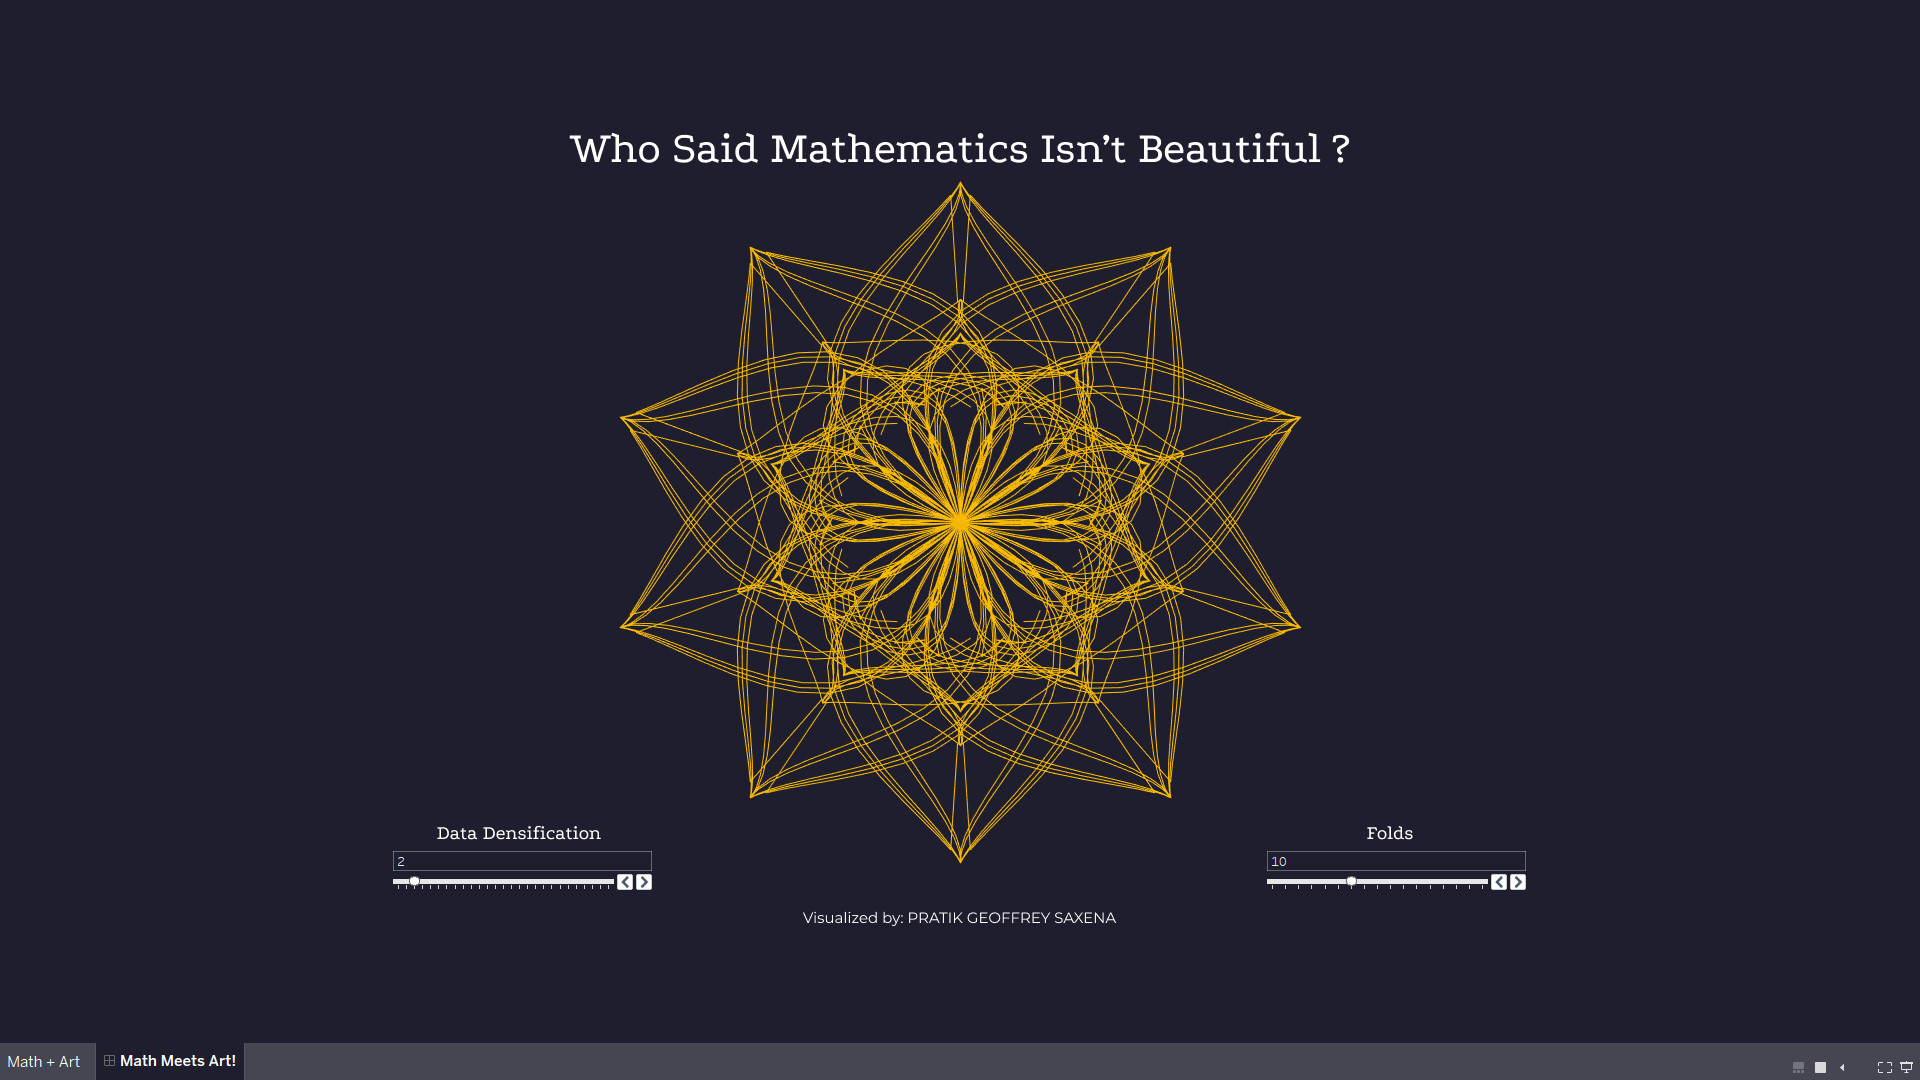 Who Said Mathematics Isn't Beautiful ?
Data Densification
2
Folds
10
Visualized by: PRATIK GEOFFREY SAXENA
Math + Art
Math Meets Art!